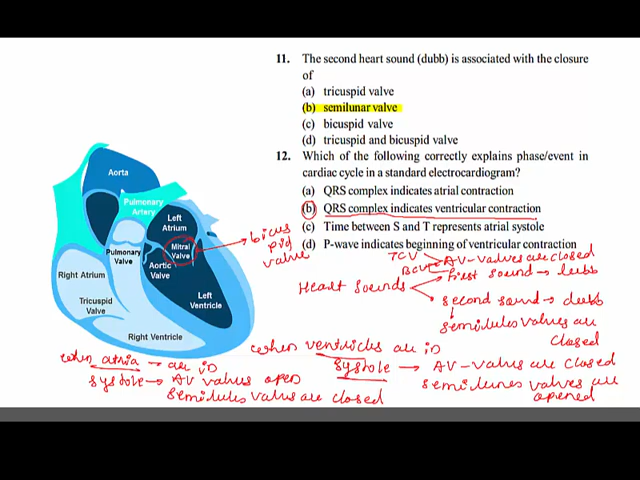 11. The second heart sound (dubb) is associated with the closure
of
(a) tricuspid valve
(b) semilunar valve
(c) bicuspid valve
(d) tricuspid and bicuspid valve
12. Which of the following correctly explains phase/event in
cardiac cycle in a standard electrocardiogram?
(a) QRS complex indicates atrial contraction
(b) QRS complex indicates ventricular contraction
(c) Time between S and T represents atrial systole
(d) P-wave indicates beginning of ventricular contraction
Aorta
Pulmonary
Artery
Left
Atrium
Mitral
Valve
Pulmonary
Valve
Aortic
Valve
Right Atrium
Left
Ventricle
Tricuspid
Valve
Right Ventricle
bicus
pid
valve
TCV
BCV
AV-valves are closed
Heart sounds
First sound → lubb
second sound → dubb
semilules valves are
closed
when atria → are in
systole → AV valves open
semilules valves are closed
when ventricles are in
systole → AV-valves are closed
semilunes valves are
opened